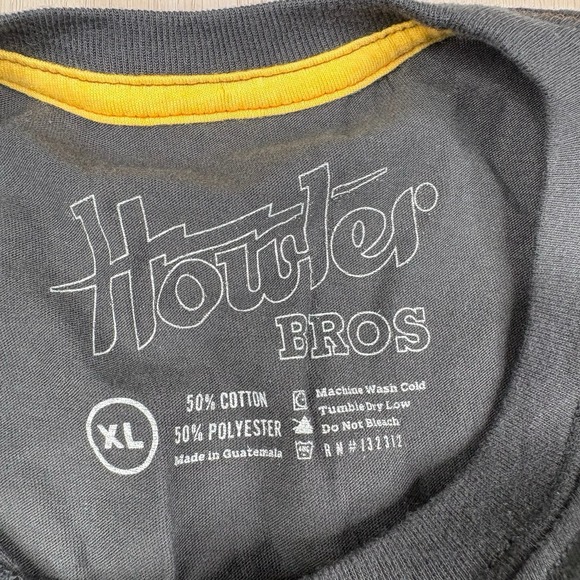 Howler
BROS
XL
50% COTTON
50% POLYESTER
Made in Guatemala
Machine Wash Cold
Tumble Dry Low
Do Not Bleach
RN#132312